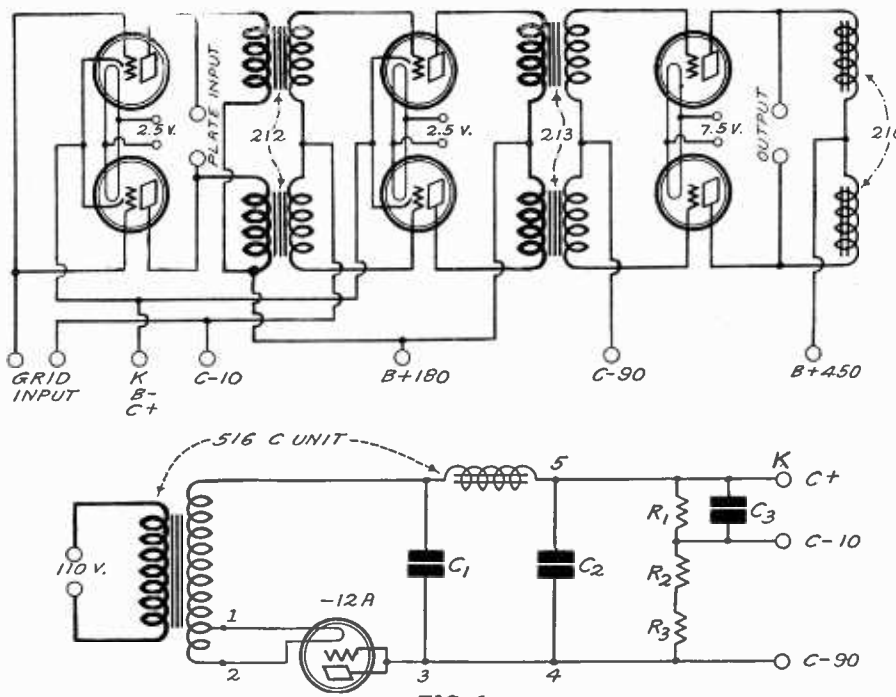 2.5 V.
PLATE INPUT
212
2.5 V.
213
7.5 V.
OUTPUT
GRID
INPUT
K
B-
C+
C-10
B+180
C-90
B+450
516 C UNIT
5
K
C+
R1
C3
C-10
110 V.
C1
C2
R2
-12A
1
R3
2
3
4
C-90